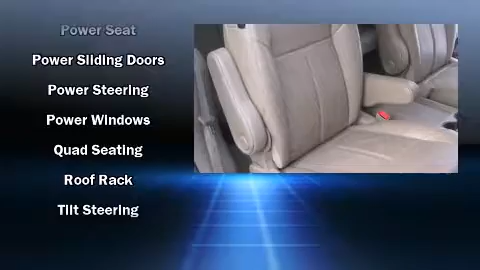 Power Seat
Power Sliding Doors
Power Steering
Power Windows
Quad Seating
Roof Rack
Tilt Steering